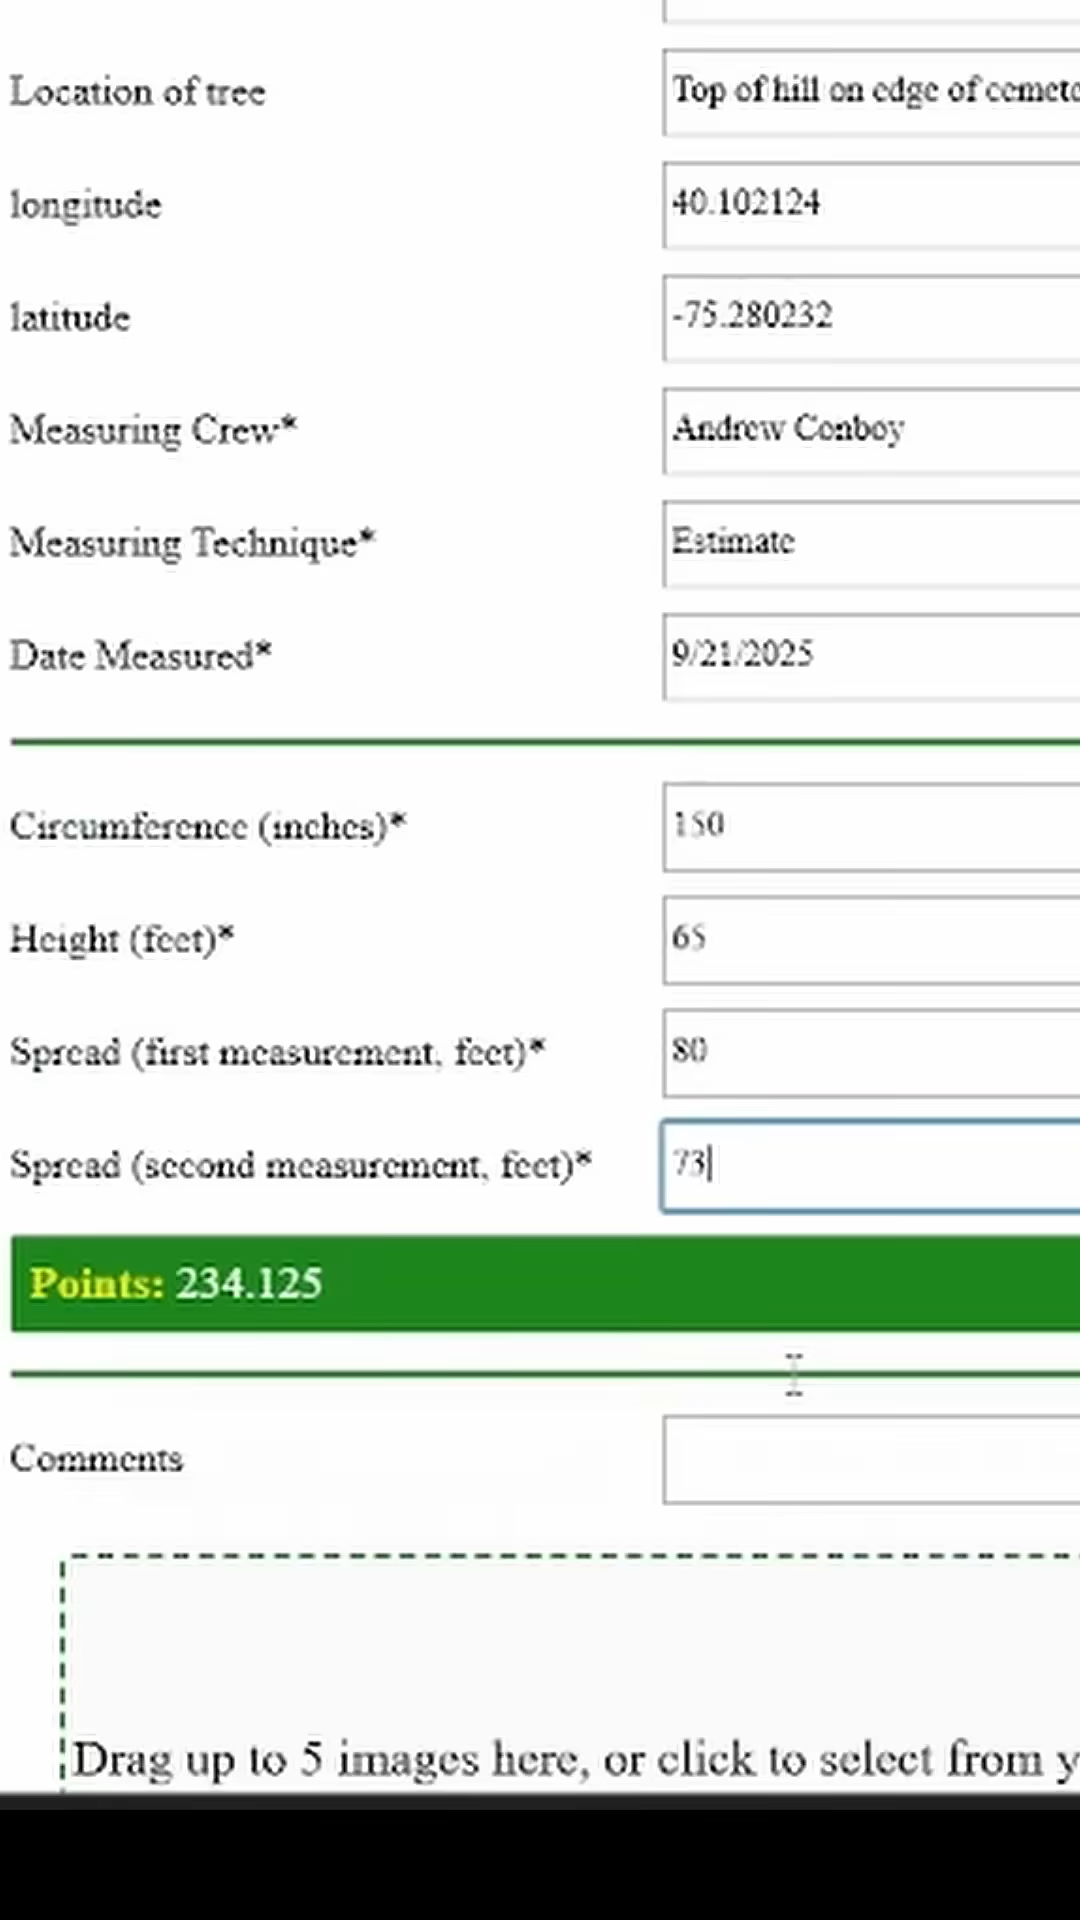 Location of tree Top of hill on edge of cemete
longitude 40.102124
latitude -75.280232
Measuring Crew* Andrew Conboy
Measuring Technique* Estimate
Date Measured* 9/21/2025
Circumference (inches)* 150
Height (feet)* 65
Spread (first measurement, feet)* 80
Spread (second measurement, feet)* 73
Points: 234.125
Comments
Drag up to 5 images here, or click to select from y